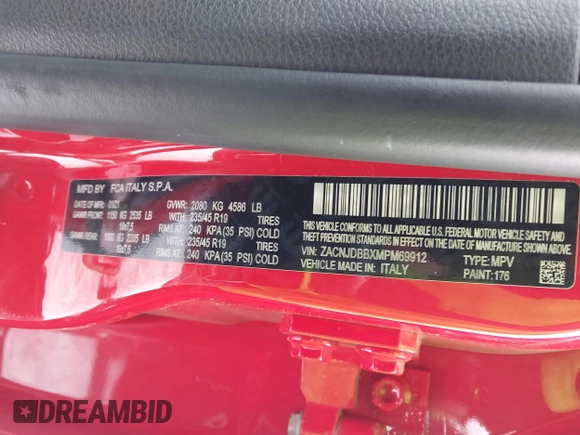 MFD BY FCA ITALY S.P.A.
DATE OF MFR 01/21 GVWR: 2080 KG 4586 LB
GAWR FRONT: 1150 KG 2535 LB WITH: 235/45 R19 TIRES
19x7.5 RIMS AT: 240 KPA(35 PSI) COLD
GAWR REAR: 1000 KG 2205 LB WITH: 235/45 R19 TIRES
19x7.5 RIMS AT: 240 KPA(35 PSI) COLD
THIS VEHICLE CONFORMS TO ALL APPLICABLE U.S. FEDERAL MOTOR VEHICLE
SAFETY, BUMPER, AND THEFT PREVENTION STANDARDS IN EFFECT ON THE DATE OF MANUFACTURE SHOWN ABOVE.
VIN: ZACNJDBBXMPM69912 TYPE: MPV
VEHICLE MADE IN: ITALY PAINT: 176
DREAMBID